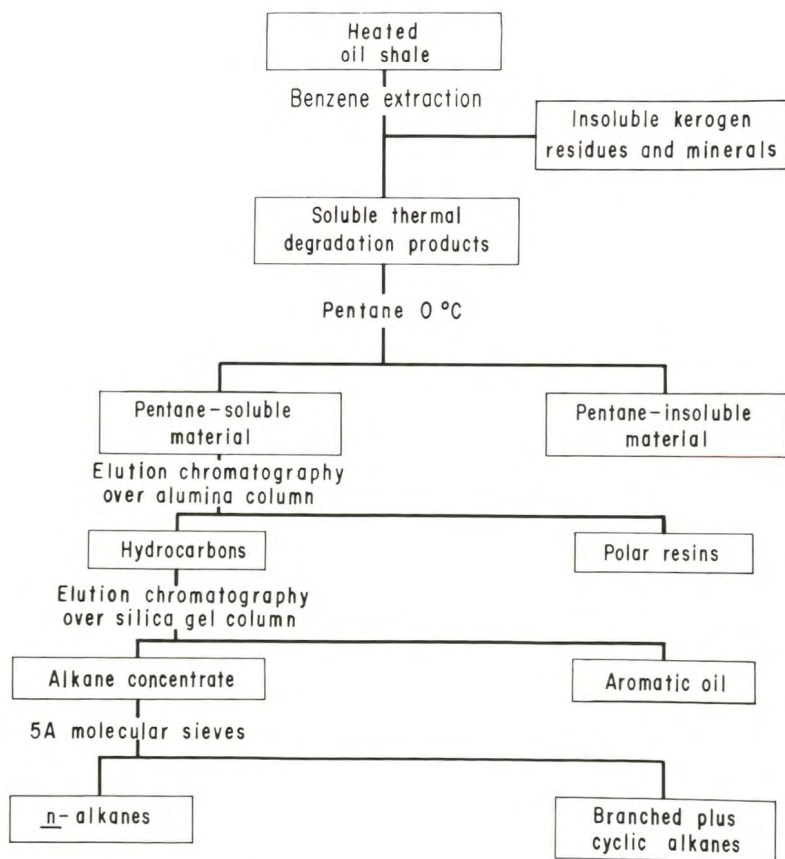 Heated
oil shale
Benzene extraction
Insoluble kerogen
residues and minerals
Soluble thermal
degradation products
Pentane 0 °C
Pentane-soluble
material
Pentane-insoluble
material
Elution chromatography
over alumina column
Hydrocarbons
Polar resins
Elution chromatography
over silica gel column
Alkane concentrate
Aromatic oil
5A molecular sieves
n-alkanes
Branched plus
cyclic alkanes